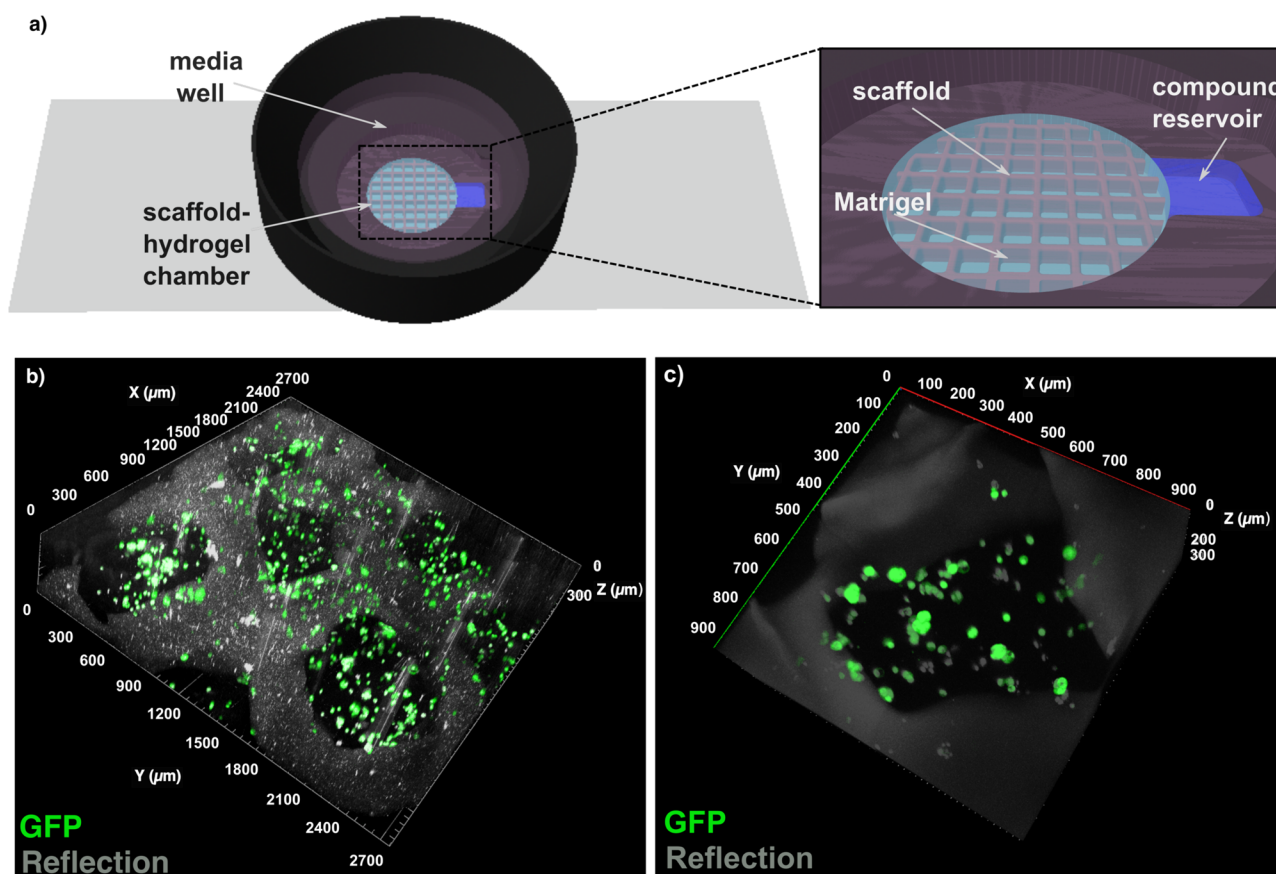 a)
media
well
scaffold-
hydrogel
chamber
scaffold
compound
reservoir
Matrigel
b)
X (µm)
0
300
600
900
1200
1500
1800
2100
2400
2700
0
300
600
900
1200
1500
1800
2100
2400
2700
Y (µm)
0
300
Z (µm)
GFP
Reflection
c)
0
100
200
300
400
500
600
700
800
900
X (µm)
100
200
300
400
500
600
700
800
900
Y (µm)
0
200
300
Z (µm)
GFP
Reflection